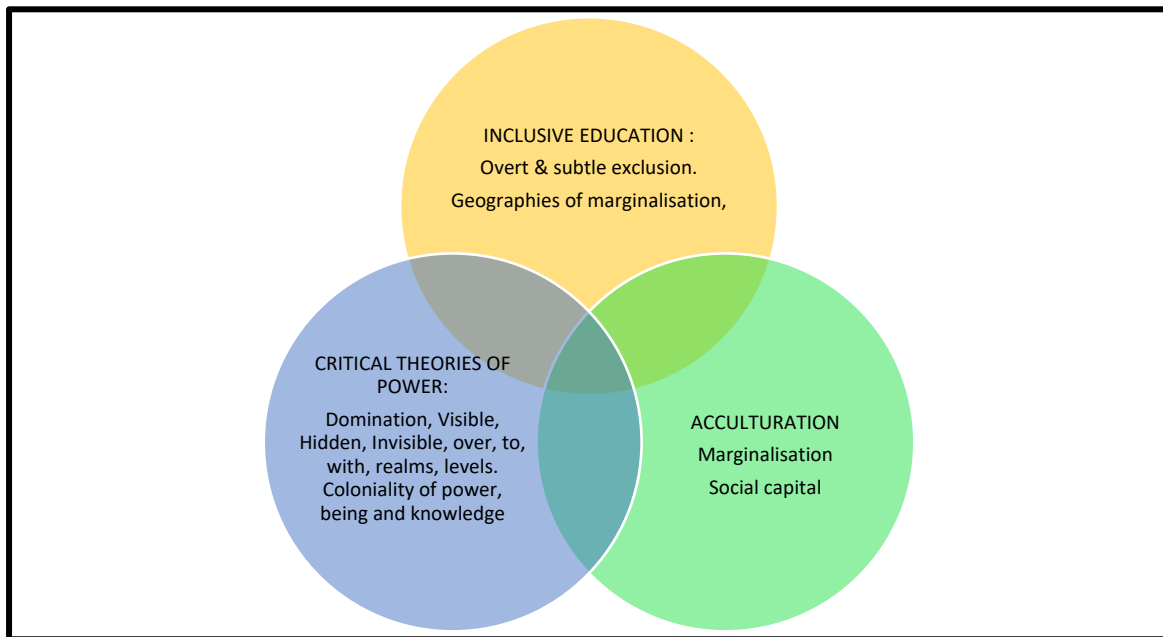 INCLUSIVE EDUCATION :
Overt & subtle exclusion.
Geographies of marginalisation,
CRITICAL THEORIES OF
POWER:
Domination, Visible,
Hidden, Invisible, over, to,
with, realms, levels.
Coloniality of power,
being and knowledge
ACCULTURATION
Marginalisation
Social capital